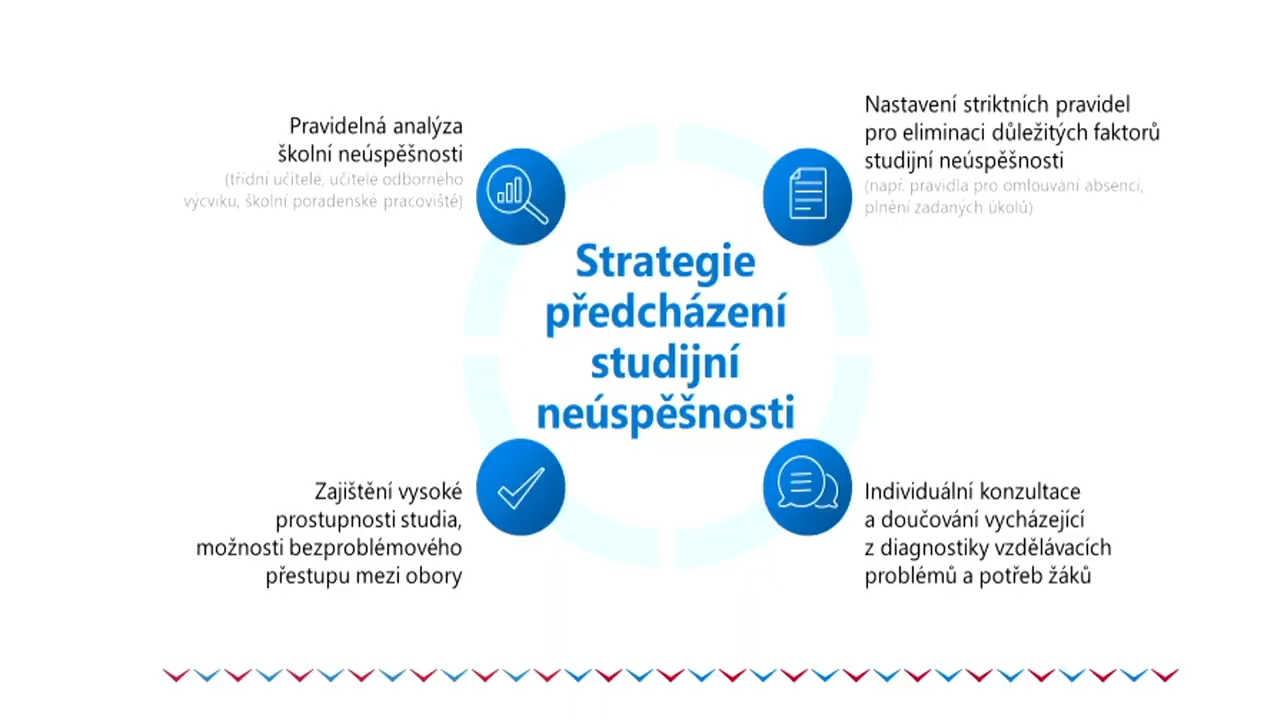 Pravidelná analýza
školní neúspěšnosti
(třídní učitelé, učitelé odborného
výcviku, školní poradenské pracoviště)
Nastavení striktních pravidel
pro eliminaci důležitých faktorů
studijní neúspěšnosti
(např. pravidla pro omlouvání absencí,
plnění zadaných úkolů)
Strategie
předcházení
studijní
neúspěšnosti
Zajištění vysoké
prostupnosti studia,
možnosti bezproblémového
přestupu mezi obory
Individuální konzultace
a doučování vycházející
z diagnostiky vzdělávacích
problémů a potřeb žáků